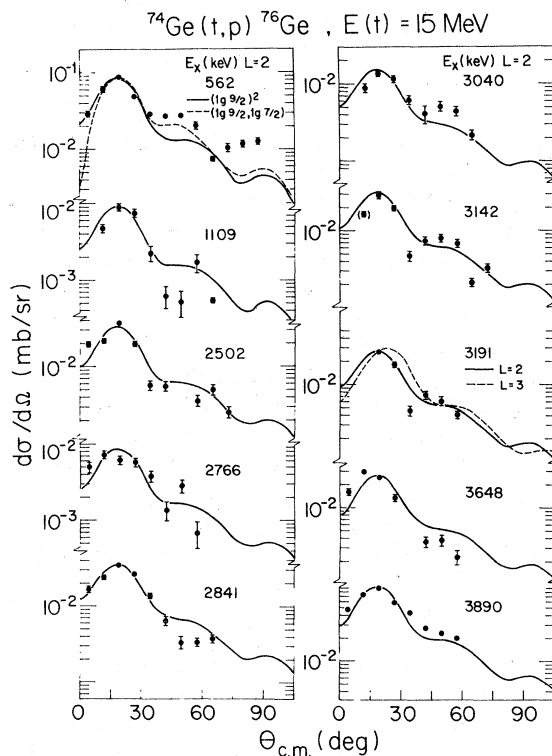 ⁷⁴Ge(t,p) ⁷⁶Ge , E(t) = 15 MeV
Eₓ(keV) L=2
562
(1g 9/2)²
(1g 9/2, 1g 7/2)
10⁻¹
10⁻²
1109
10⁻²
10⁻³
2502
10⁻²
2766
10⁻²
10⁻³
2841
10⁻²
0 30 60 90
Eₓ(keV) L=2
3040
10⁻²
3142
(•)
10⁻²
3191
L=2
L=3
10⁻²
3648
10⁻²
3890
10⁻²
0 30 60 90
dσ/dΩ (mb/sr)
θc.m. (deg)